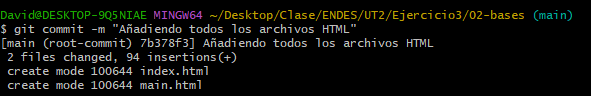 David@DESKTOP-9Q5NIAE MINGW64 ~/Desktop/Clase/ENDES/UT2/Ejercicio3/O2-bases (main)
$ git commit -m "Añadiendo todos los archivos HTML"
[main (root-commit) 7b378f3] Añadiendo todos los archivos HTML
 2 files changed, 94 insertions(+)
 create mode 100644 index.html
 create mode 100644 main.html